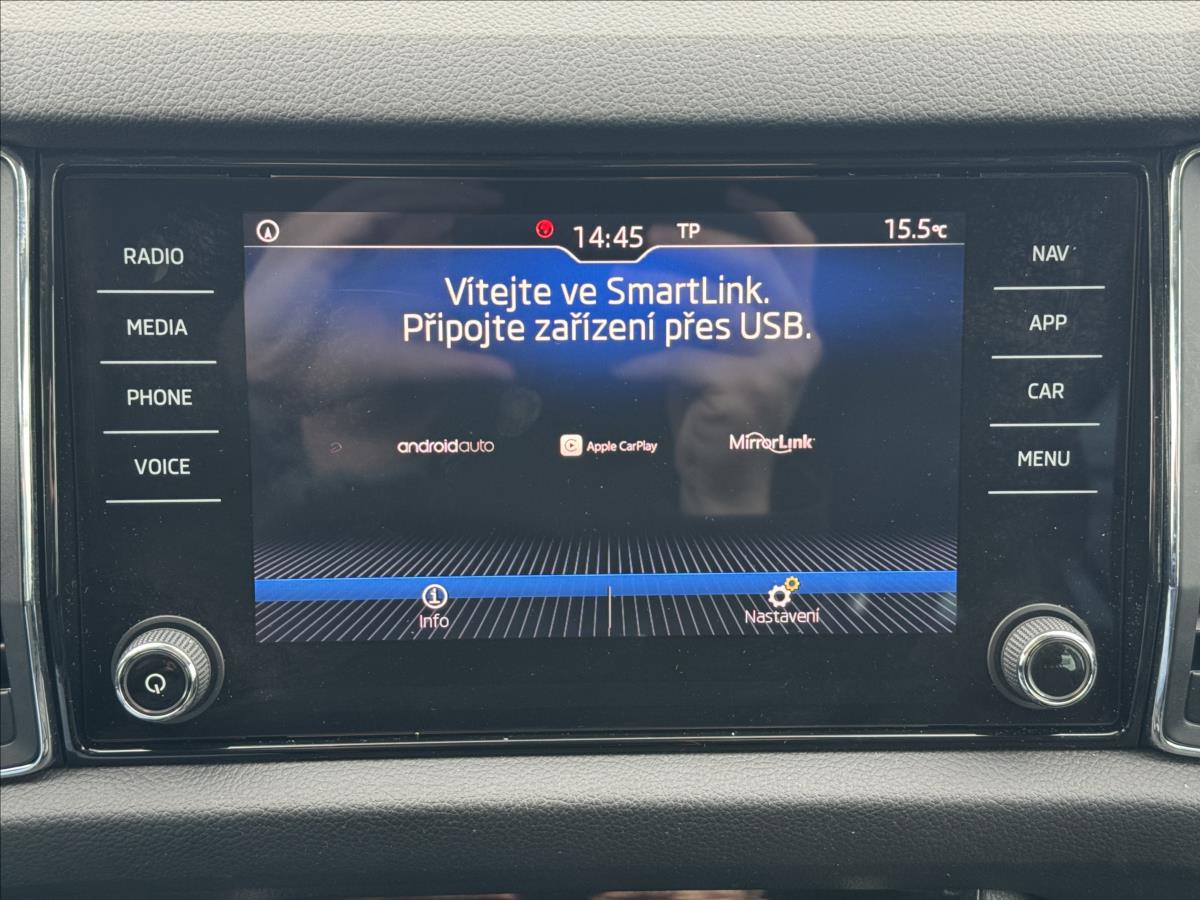 14:45
TP
15.5°C
Vítejte ve SmartLink.
Připojte zařízení přes USB.
androidauto
Apple CarPlay
MirrorLink
Info
Nastavení
RADIO
MEDIA
PHONE
VOICE
NAV
APP
CAR
MENU